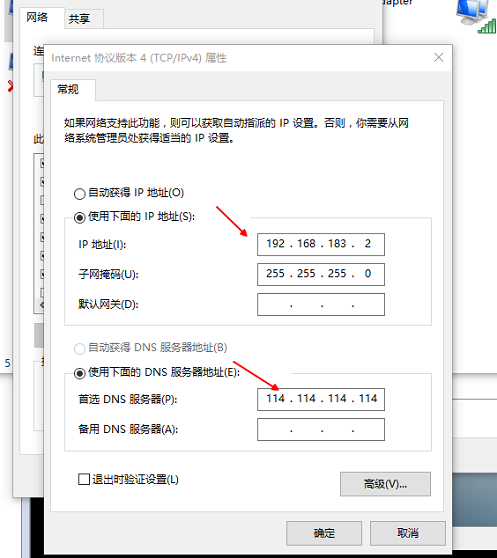 dapter
网络
共享
Internet 协议版本 4 (TCP/IPv4) 属性
常规
如果网络支持此功能，则可以获取自动指派的 IP 设置。否则，你需要从网
络系统管理员处获得适当的 IP 设置。
自动获得 IP 地址(O)
使用下面的 IP 地址(S):
IP 地址(I):
192 . 168 . 183 . 2
子网掩码(U):
255 . 255 . 255 . 0
默认网关(D):
. . .
自动获得 DNS 服务器地址(B)
使用下面的 DNS 服务器地址(E):
首选 DNS 服务器(P):
114 . 114 . 114 . 114
备用 DNS 服务器(A):
. . .
退出时验证设置(L)
高级(V)...
确定
取消
连
此
5